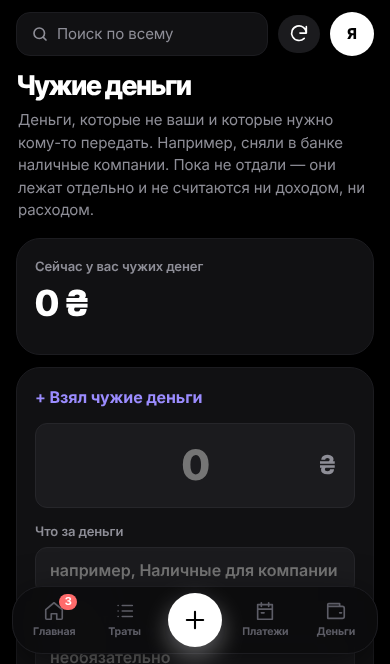 Поиск по всему
Я
Чужие деньги
Деньги, которые не ваши и которые нужно
кому-то передать. Например, сняли в банке
наличные компании. Пока не отдали — они
лежат отдельно и не считаются ни доходом, ни
расходом.
Сейчас у вас чужих денег
0 ₴
+ Взял чужие деньги
0 ₴
Что за деньги
например, Наличные для компании
3
Главная Траты Платежи Деньги
необязательно